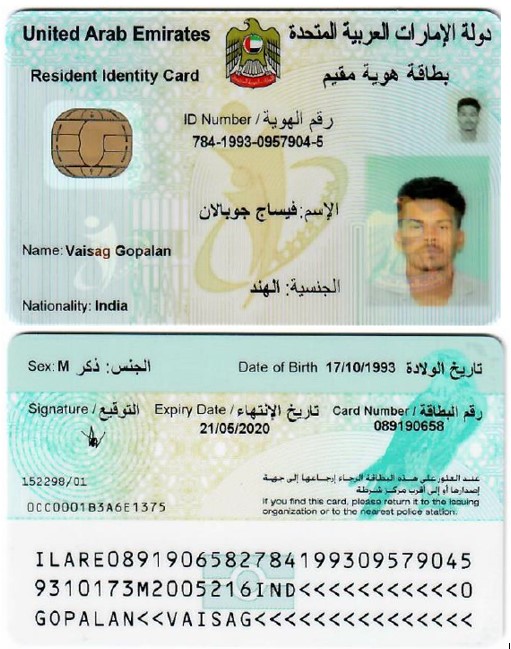 United Arab Emirates دولة الإمارات العربية المتحدة
Resident Identity Card بطاقة هوية مقيم
ID Number / رقم الهوية
784-1993-0957904-5
الإسم: فيساج جوبالان
Name: Vaisag Gopalan
الجنسية: الهند
Nationality: India
Sex: M الجنس: ذكر Date of Birth 17/10/1993 تاريخ الولادة
Signature / التوقيع Expiry Date / تاريخ الإنتهاء Card Number / رقم البطاقة
21/05/2020 089190658
152298/01
عند العثور على هذه البطاقة الرجاء إرجاعها إلى جهة
إصدارها أو إلى أقرب مركز شرطة
If you find this card, please return it to the issuing
organization or to the nearest police station.
OCC0001B3A6E1375
ILARE0891906582784199309579045
9310173M2005216IND<<<<<<<<<<<0
GOPALAN<<VAISAG<<<<<<<<<<<<<<<